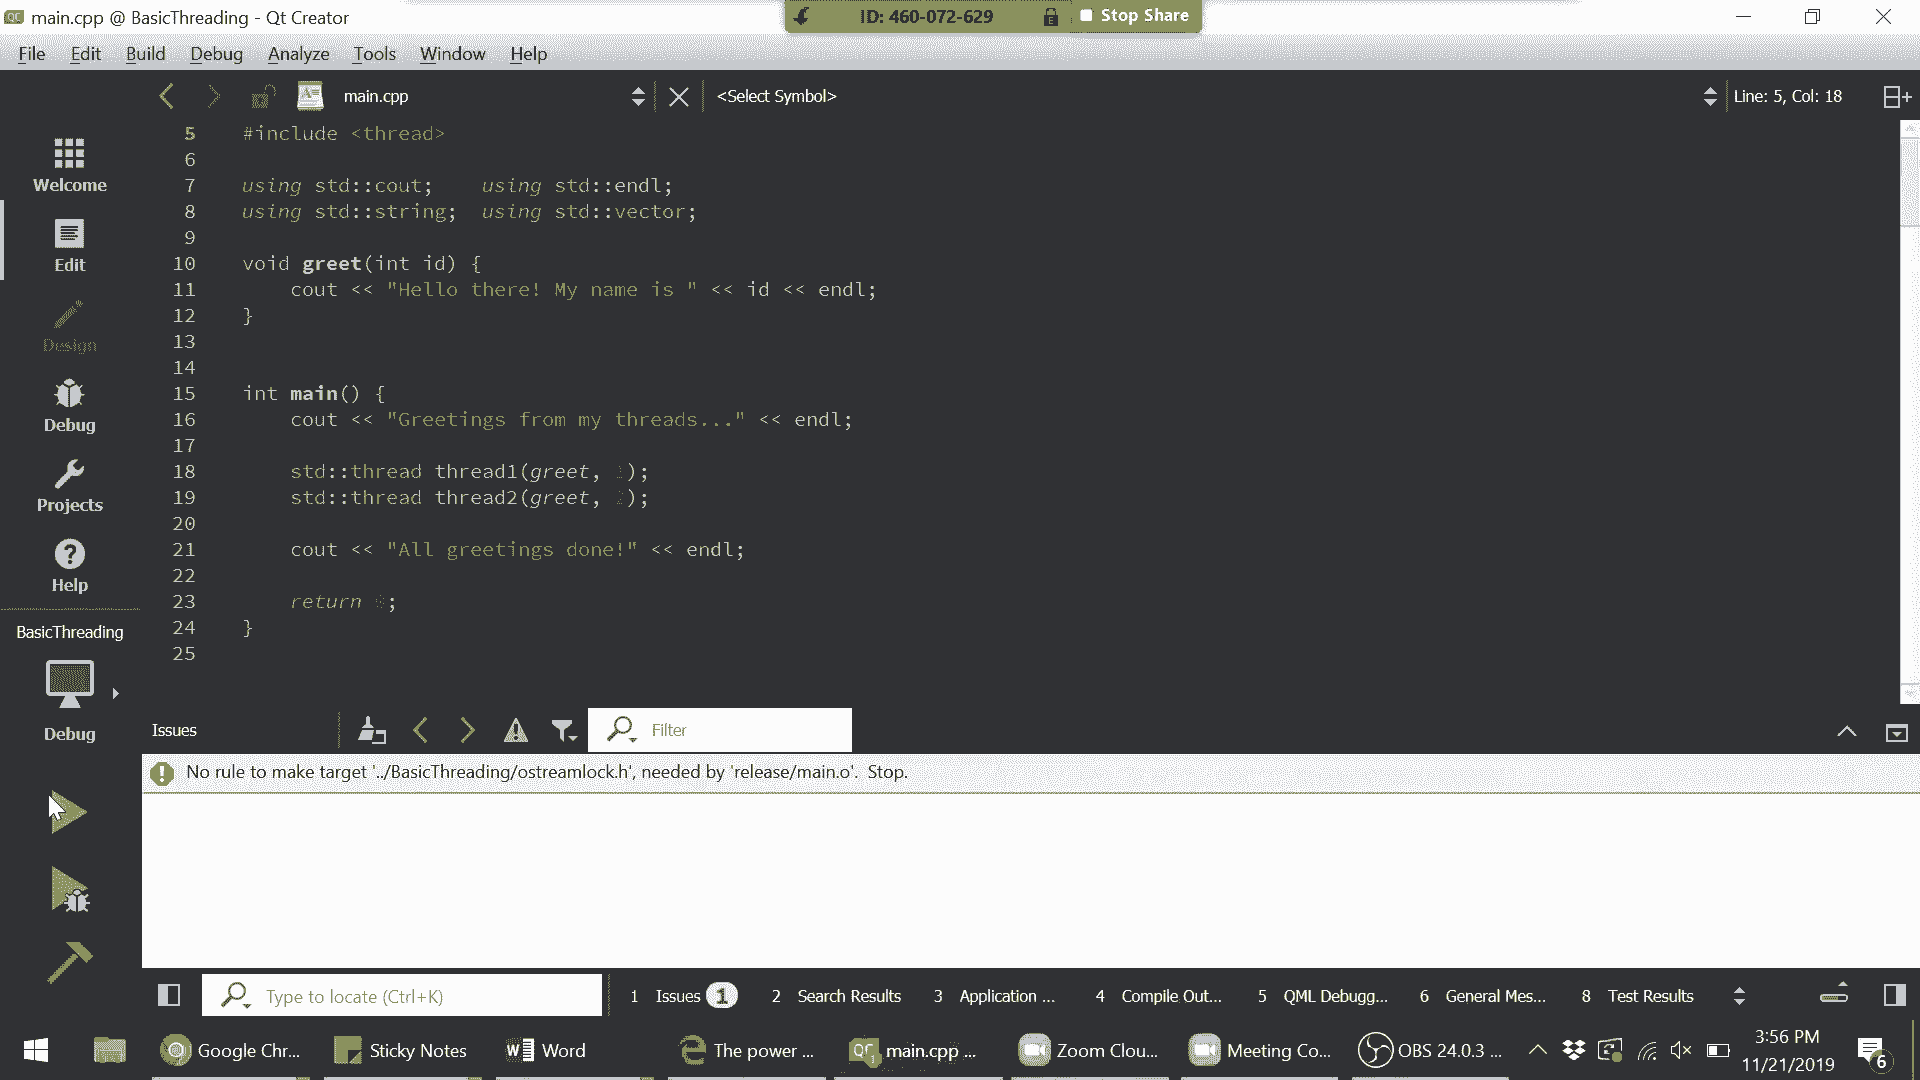 main.cpp @ BasicThreading - Qt Creator
ID: 460-072-629
Stop Share
File Edit Build Debug Analyze Tools Window Help
main.cpp
<Select Symbol>
Line: 5, Col: 18
Welcome
Edit
Design
Debug
Projects
Help
BasicThreading
Debug
5 #include <thread>
6
7 using std::cout;    using std::endl;
8 using std::string;  using std::vector;
9
10 void greet(int id) {
11     cout << "Hello there! My name is " << id << endl;
12 }
13
14
15 int main() {
16     cout << "Greetings from my threads..." << endl;
17
18     std::thread thread1(greet, 1);
19     std::thread thread2(greet, 2);
20
21     cout << "All greetings done!" << endl;
22
23     return 0;
24 }
25
Issues
Filter
No rule to make target '../BasicThreading/ostreamlock.h', needed by 'release/main.o'.  Stop.
Type to locate (Ctrl+K)
1 Issues 1
2 Search Results
3 Application ...
4 Compile Out...
5 QML Debugg...
6 General Mes...
8 Test Results
Google Chr...
Sticky Notes
Word
The power ...
main.cpp ...
Zoom Clou...
Meeting Co...
OBS 24.0.3 ...
3:56 PM
11/21/2019
6